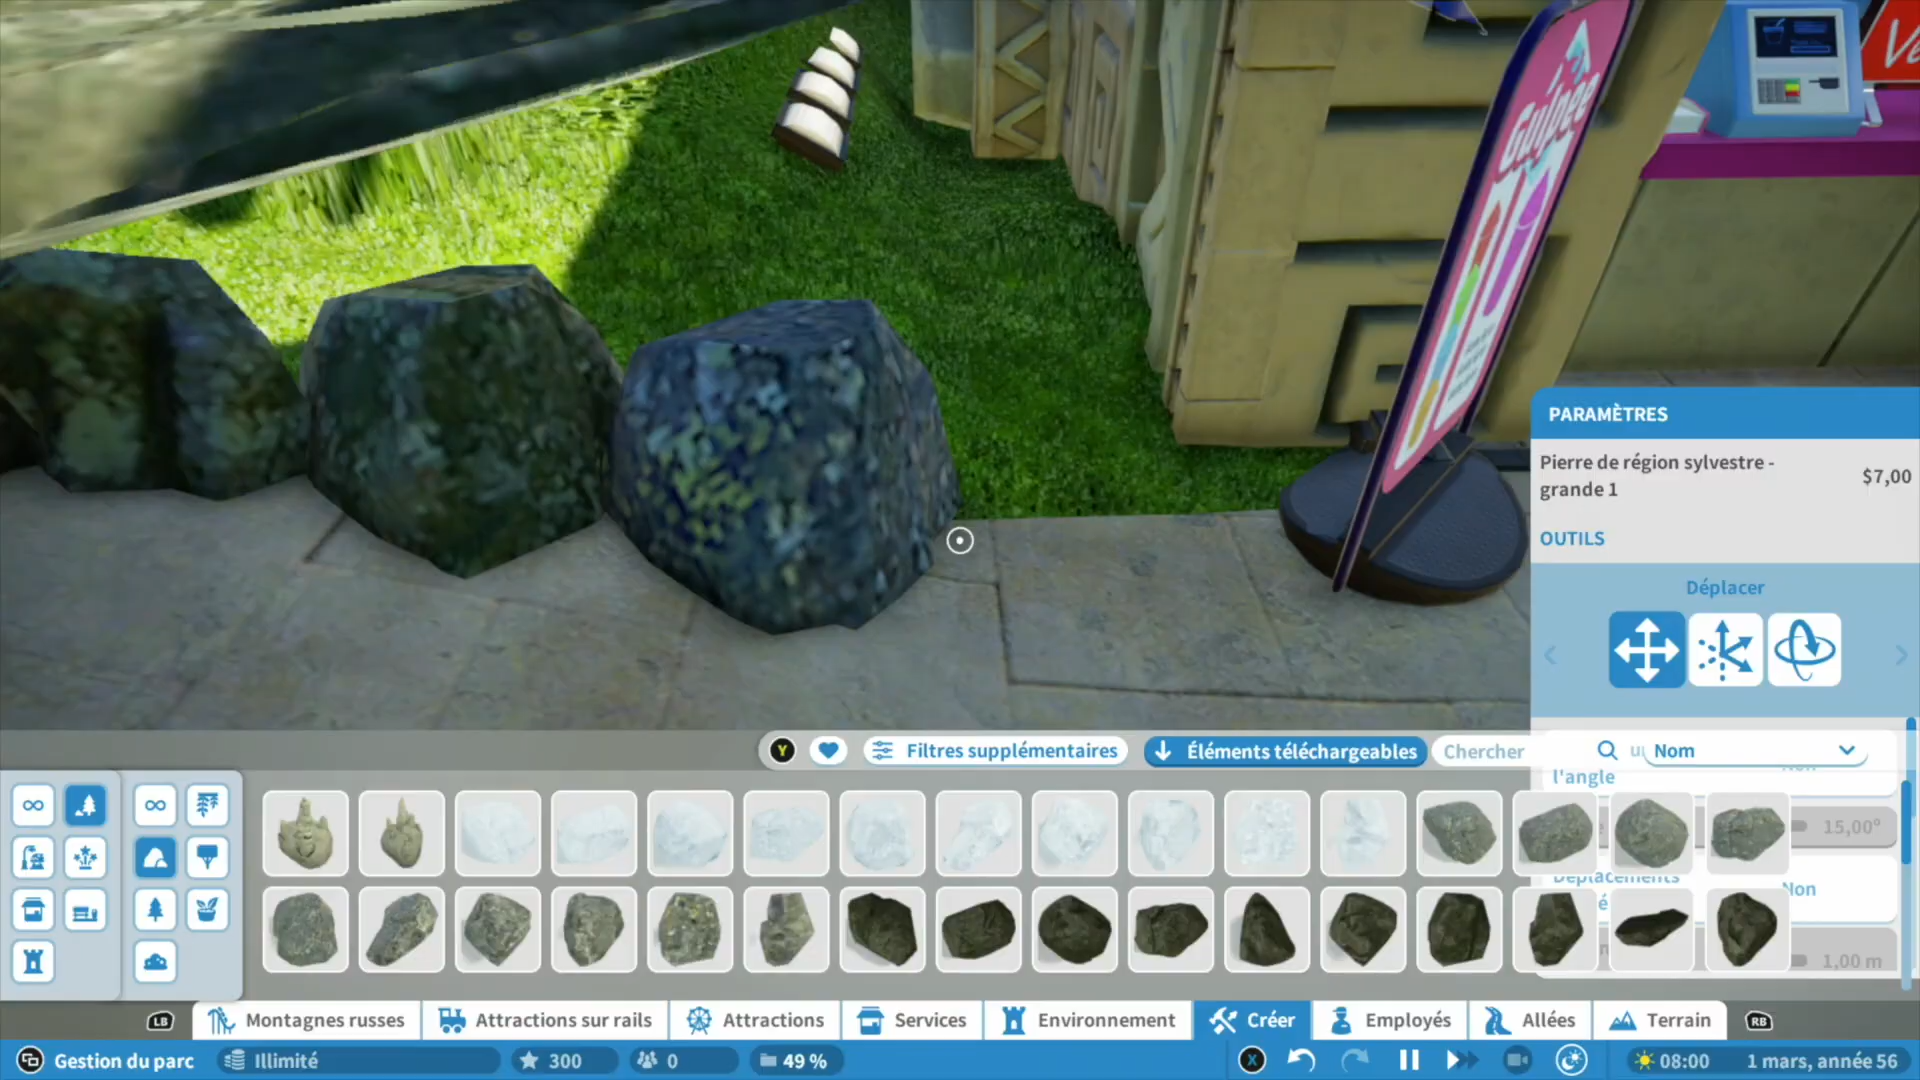 Gulpee
PARAMÈTRES
Pierre de région sylvestre -
grande 1
$7,00
OUTILS
Déplacer
Y
Filtres supplémentaires
Éléments téléchargeables
Chercher
Nom
l'angle
15,00°
Déplacements
Non
1,00 m
LB
Montagnes russes
Attractions sur rails
Attractions
Services
Environnement
Créer
Employés
Allées
Terrain
RB
Gestion du parc
Illimité
300
0
49 %
X
08:00
1 mars, année 56